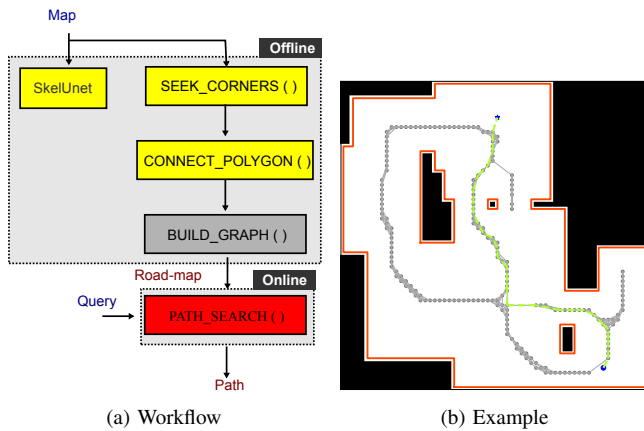 Map
Offline
SkelUnet
SEEK_CORNERS ( )
CONNECT_POLYGON ( )
BUILD_GRAPH ( )
Road-map
Online
Query
PATH_SEARCH ( )
Path
(a) Workflow
(b) Example